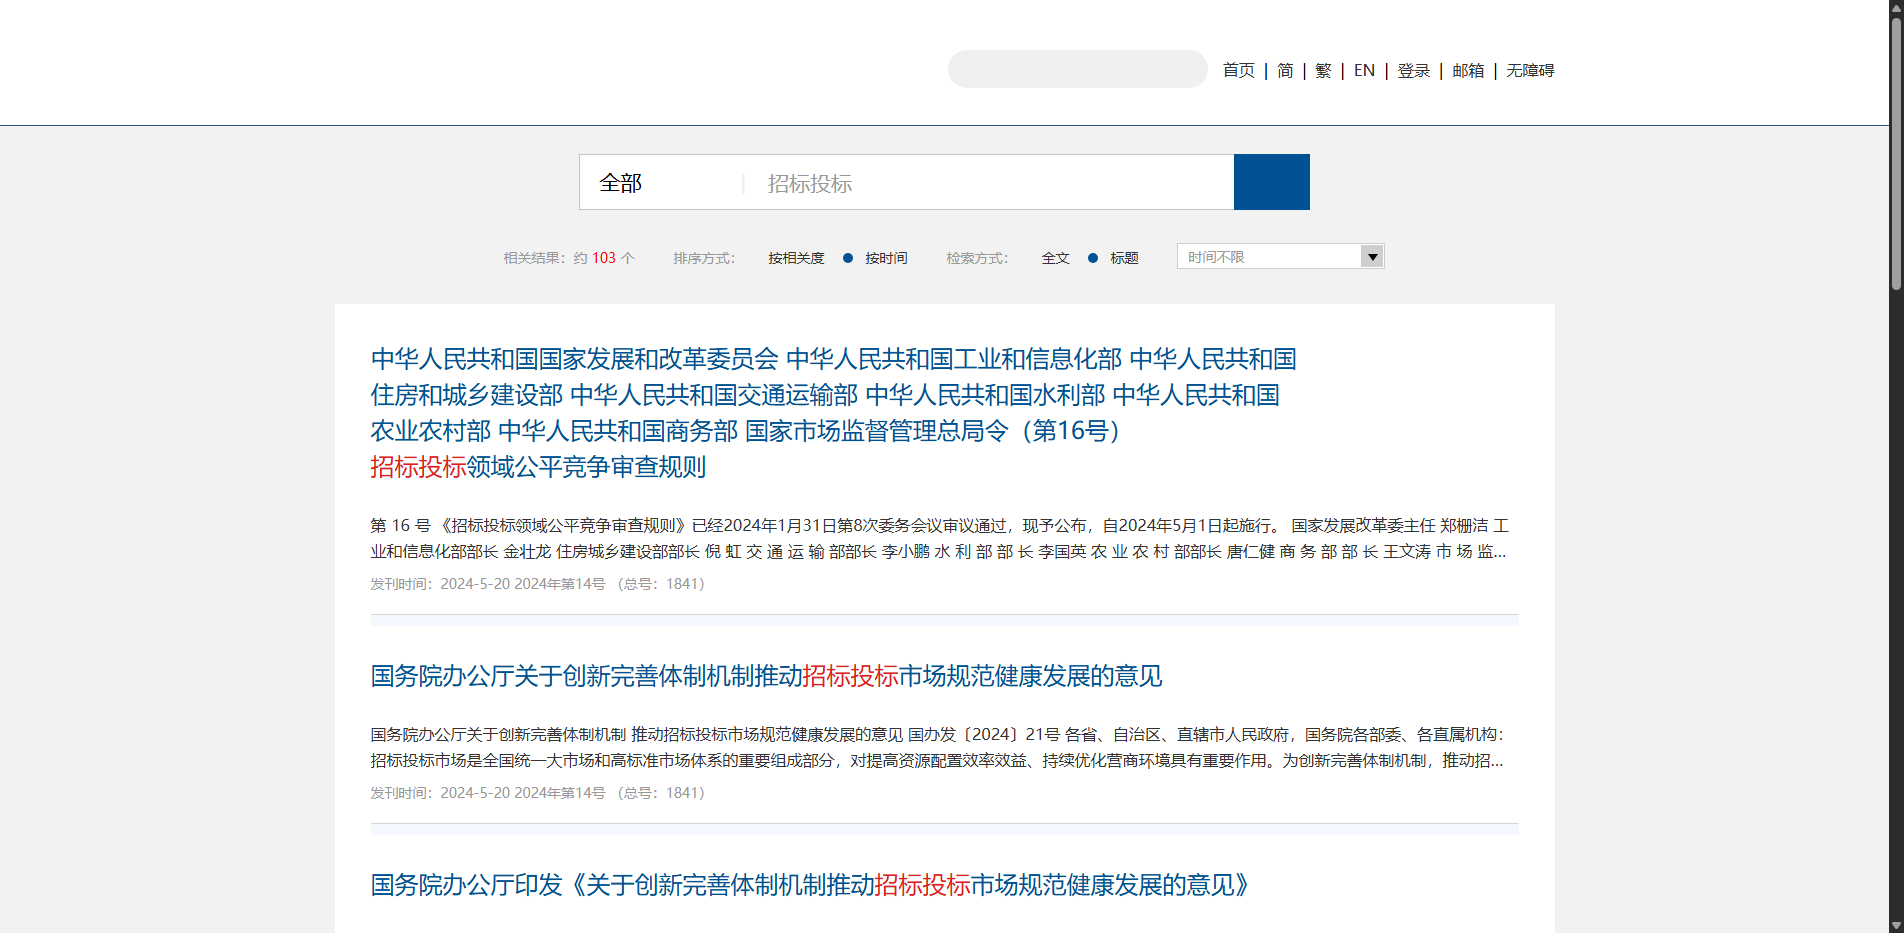 首页 | 简 | 繁 | EN | 登录 | 邮箱 | 无障碍
全部 | 招标投标
相关结果：约 103 个 排序方式： 按相关度 按时间 检索方式： 全文 标题 时间不限
中华人民共和国国家发展和改革委员会 中华人民共和国工业和信息化部 中华人民共和国
住房和城乡建设部 中华人民共和国交通运输部 中华人民共和国水利部 中华人民共和国
农业农村部 中华人民共和国商务部 国家市场监督管理总局令（第16号）
招标投标领域公平竞争审查规则
第 16 号 《招标投标领域公平竞争审查规则》已经2024年1月31日第8次委务会议审议通过，现予公布，自2024年5月1日起施行。 国家发展改革委主任 郑栅洁 工
业和信息化部部长 金壮龙 住房城乡建设部部长 倪 虹 交 通 运 输 部部长 李小鹏 水 利 部 部 长 李国英 农 业 农 村 部部长 唐仁健 商 务 部 部 长 王文涛 市 场 监...
发刊时间：2024-5-20 2024年第14号 （总号：1841）
国务院办公厅关于创新完善体制机制推动招标投标市场规范健康发展的意见
国务院办公厅关于创新完善体制机制 推动招标投标市场规范健康发展的意见 国办发〔2024〕21号 各省、自治区、直辖市人民政府，国务院各部委、各直属机构：
招标投标市场是全国统一大市场和高标准市场体系的重要组成部分，对提高资源配置效率效益、持续优化营商环境具有重要作用。为创新完善体制机制，推动招...
发刊时间：2024-5-20 2024年第14号 （总号：1841）
国务院办公厅印发《关于创新完善体制机制推动招标投标市场规范健康发展的意见》